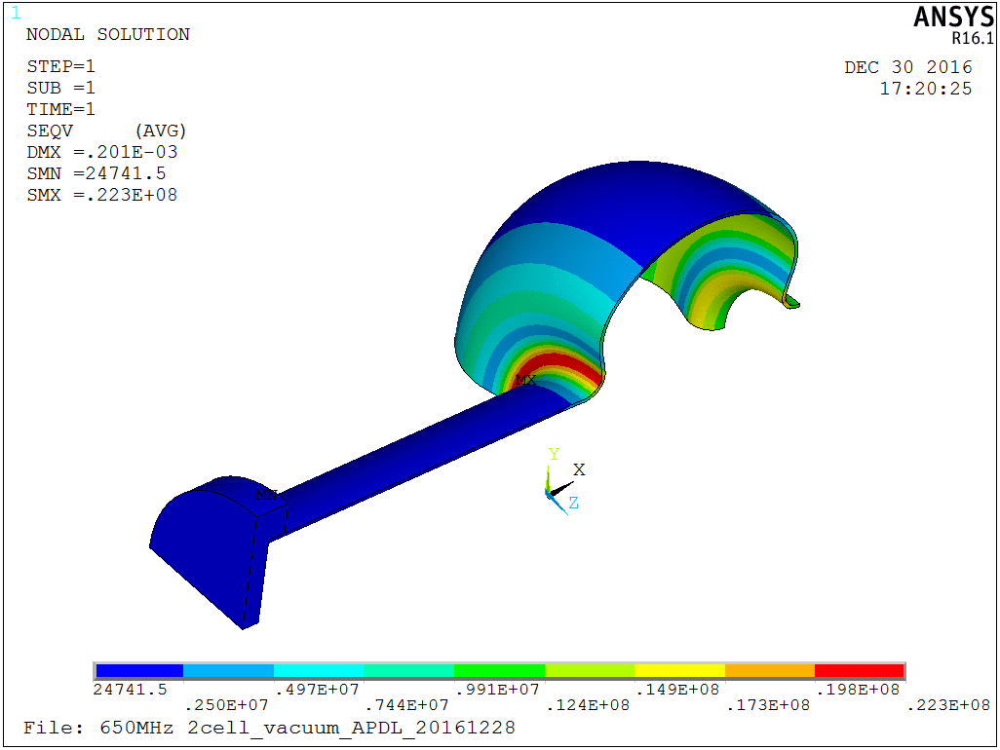 1
ANSYS
R16.1
NODAL SOLUTION
STEP=1
SUB =1
TIME=1
SEQV (AVG)
DMX =.201E-03
SMN =24741.5
SMX =.223E+08
DEC 30 2016
17:20:25
MX
MN
Y
X
Z
24741.5
.250E+07
.497E+07
.744E+07
.991E+07
.124E+08
.149E+08
.173E+08
.198E+08
.223E+08
File: 650MHz 2cell_vacuum_APDL_20161228